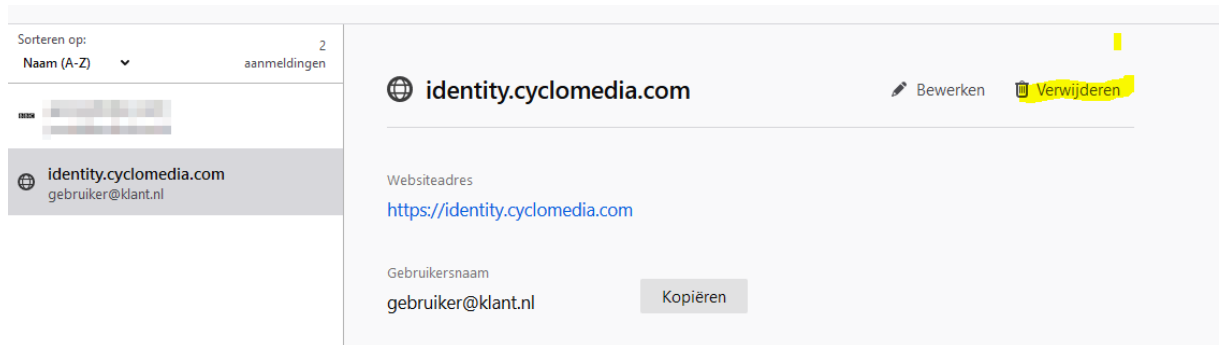 Sorteren op:
Naam (A-Z)
2
aanmeldingen
identity.cyclomedia.com
gebruiker@klant.nl
identity.cyclomedia.com
Bewerken
Verwijderen
Websiteadres
https://identity.cyclomedia.com
Gebruikersnaam
gebruiker@klant.nl
Kopiëren